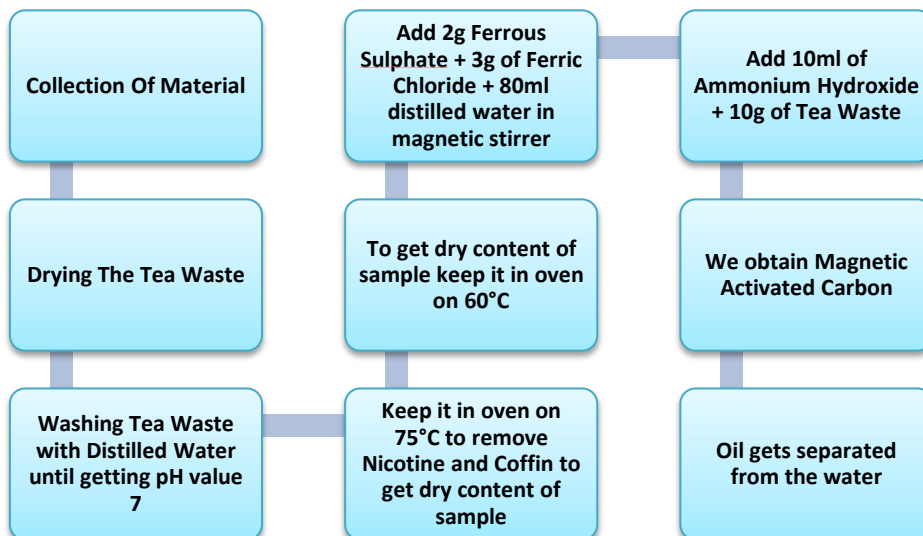 Collection Of Material
Drying The Tea Waste
Washing Tea Waste
with Distilled Water
until getting pH value
7
Keep it in oven on
75°C to remove
Nicotine and Coffin to
get dry content of
sample
To get dry content of
sample keep it in oven
on 60°C
Add 2g Ferrous
Sulphate + 3g of Ferric
Chloride + 80ml
distilled water in
magnetic stirrer
Add 10ml of
Ammonium Hydroxide
+ 10g of Tea Waste
We obtain Magnetic
Activated Carbon
Oil gets separated
from the water